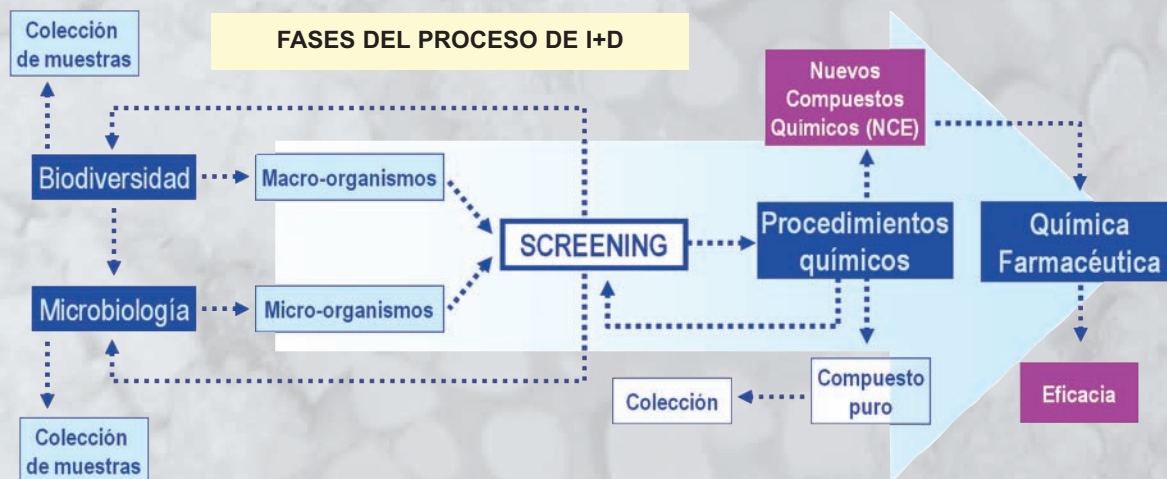 Colección
de muestras
FASES DEL PROCESO DE I+D
Nuevos
Compuestos
Químicos (NCE)
Biodiversidad
Macro-organismos
SCREENING
Procedimientos
químicos
Química
Farmacéutica
Microbiología
Micro-organismos
Colección
Compuesto
puro
Eficacia
Colección
de muestras